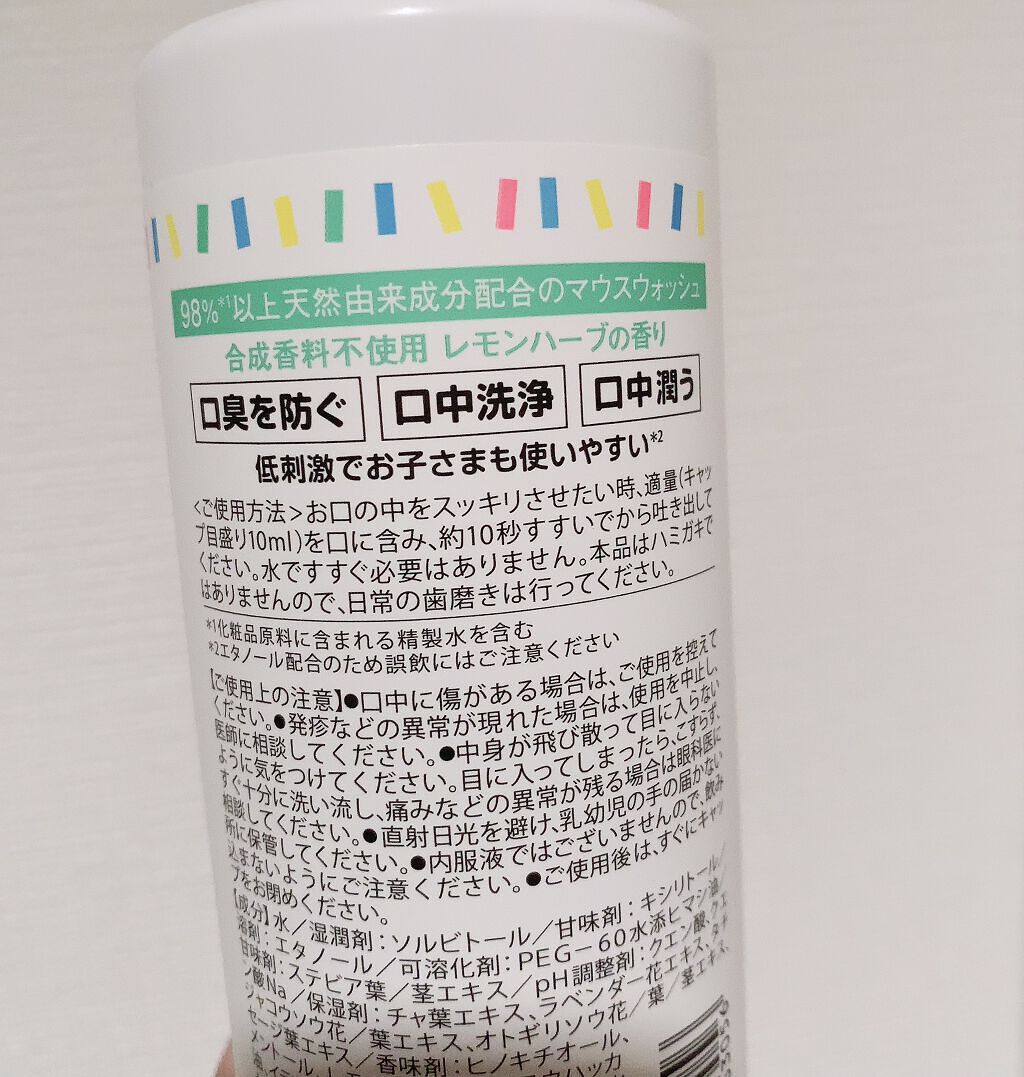 98%*1以上天然由来成分配合のマウスウォッシュ
合成香料不使用 レモンハーブの香り
口臭を防ぐ 口中洗浄 口中潤う
低刺激でお子さまも使いやすい*2
<ご使用方法>お口の中をスッキリさせたい時、適量(キャッ
プ目盛り10ml)を口に含み、約10秒すすいでから吐き出して
ください。水ですすぐ必要はありません。本品はハミガキで
はありませんので、日常の歯磨きは行ってください。
*1化粧品原料に含まれる精製水を含む
*2エタノール配合のため誤飲にはご注意ください
【ご使用上の注意】●口中に傷がある場合は、ご使用を控えて
ください。●発疹などの異常が現れた場合は、使用を中止し、
医師に相談してください。●中身が飛び散って目に入らない
ように気をつけてください。目に入ってしまったら、こすらず、
すぐ十分に洗い流し、痛みなどの異常が残る場合は眼科医に
相談してください。●直射日光を避け、乳幼児の手の届かない
所に保管してください。●内服液ではございませんので、飲み
込まないようにご注意ください。●ご使用後は、すぐにキャッ
プをお閉めください。
【成分】水/湿潤剤:ソルビトール/甘味剤:キシリトール/
溶剤:エタノール/可溶化剤:PEG-60水添ヒマシ油/
甘味剤:ステビア葉/茎エキス/pH調整剤:クエン酸、クエ
ン酸Na/保湿剤:チャ葉エキス、ラベンダー花エキス、タチ
ジャコウソウ花/葉エキス、オトギリソウ花/葉/茎エキス、
セージ葉エキス/香味剤:ヒノキチオール、
メントール、